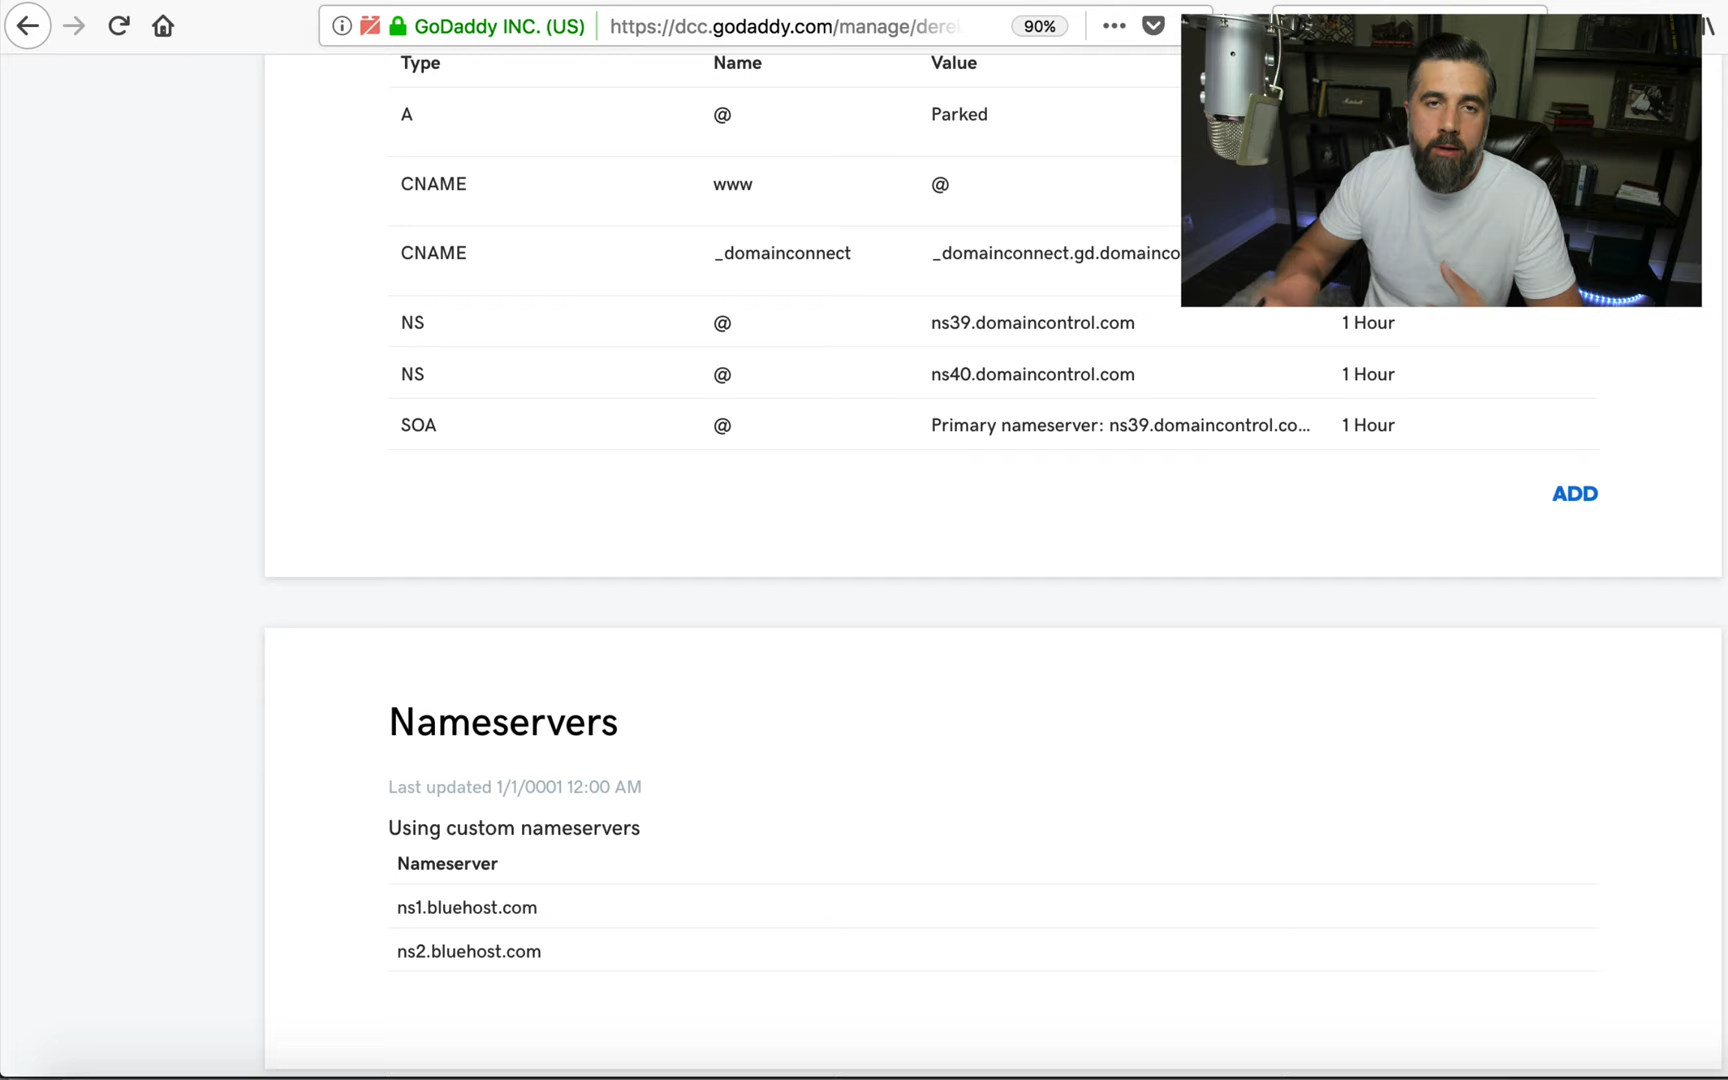 GoDaddy INC. (US) https://dcc.godaddy.com/manage/dere 90%
Type Name Value
A @ Parked
CNAME www @
CNAME _domainconnect _domainconnect.gd.domainco
NS @ ns39.domaincontrol.com 1 Hour
NS @ ns40.domaincontrol.com 1 Hour
SOA @ Primary nameserver: ns39.domaincontrol.co... 1 Hour
ADD
Nameservers
Last updated 1/1/0001 12:00 AM
Using custom nameservers
Nameserver
ns1.bluehost.com
ns2.bluehost.com